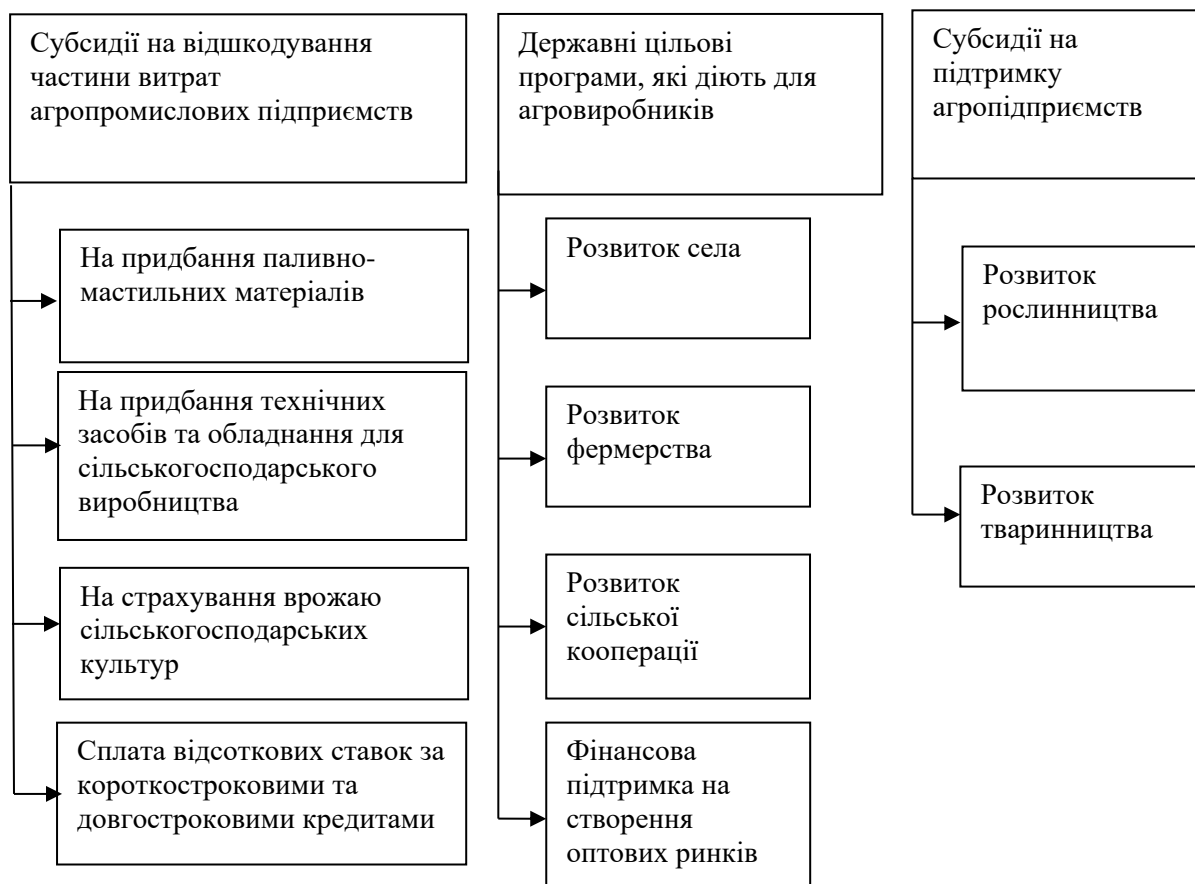 Субсидії на відшкодування
частини витрат
агропромислових підприємств
На придбання паливно-
мастильних матеріалів
На придбання технічних
засобів та обладнання для
сільськогосподарського
виробництва
На страхування врожаю
сільськогосподарських
культур
Сплата відсоткових ставок за
короткостроковими та
довгостроковими кредитами
Державні цільові
програми, які діють для
агровиробників
Розвиток села
Розвиток
фермерства
Розвиток
сільської
кооперації
Фінансова
підтримка на
створення
оптових ринків
Субсидії на
підтримку
агропідприємств
Розвиток
рослинництва
Розвиток
тваринництва